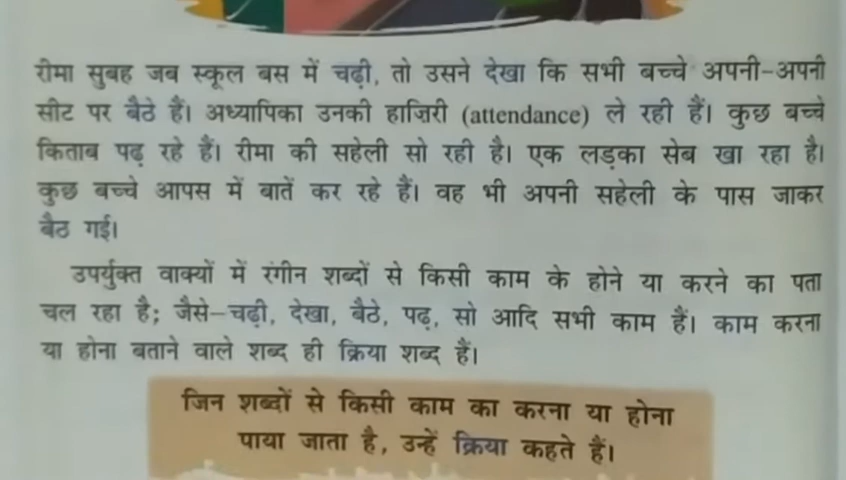 रीमा सुबह जब स्कूल बस में चढ़ी, तो उसने देखा कि सभी बच्चे अपनी-अपनी
सीट पर बैठे हैं। अध्यापिका उनकी हाज़िरी (attendance) ले रही हैं। कुछ बच्चे
किताब पढ़ रहे हैं। रीमा की सहेली सो रही है। एक लड़का सेब खा रहा है।
कुछ बच्चे आपस में बातें कर रहे हैं। वह भी अपनी सहेली के पास जाकर
बैठ गई।
उपर्युक्त वाक्यों में रंगीन शब्दों से किसी काम के होने या करने का पता
चल रहा है; जैसे–चढ़ी, देखा, बैठे, पढ़, सो आदि सभी काम हैं। काम करना
या होना बताने वाले शब्द ही क्रिया शब्द हैं।
जिन शब्दों से किसी काम का करना या होना
पाया जाता है, उन्हें क्रिया कहते हैं।